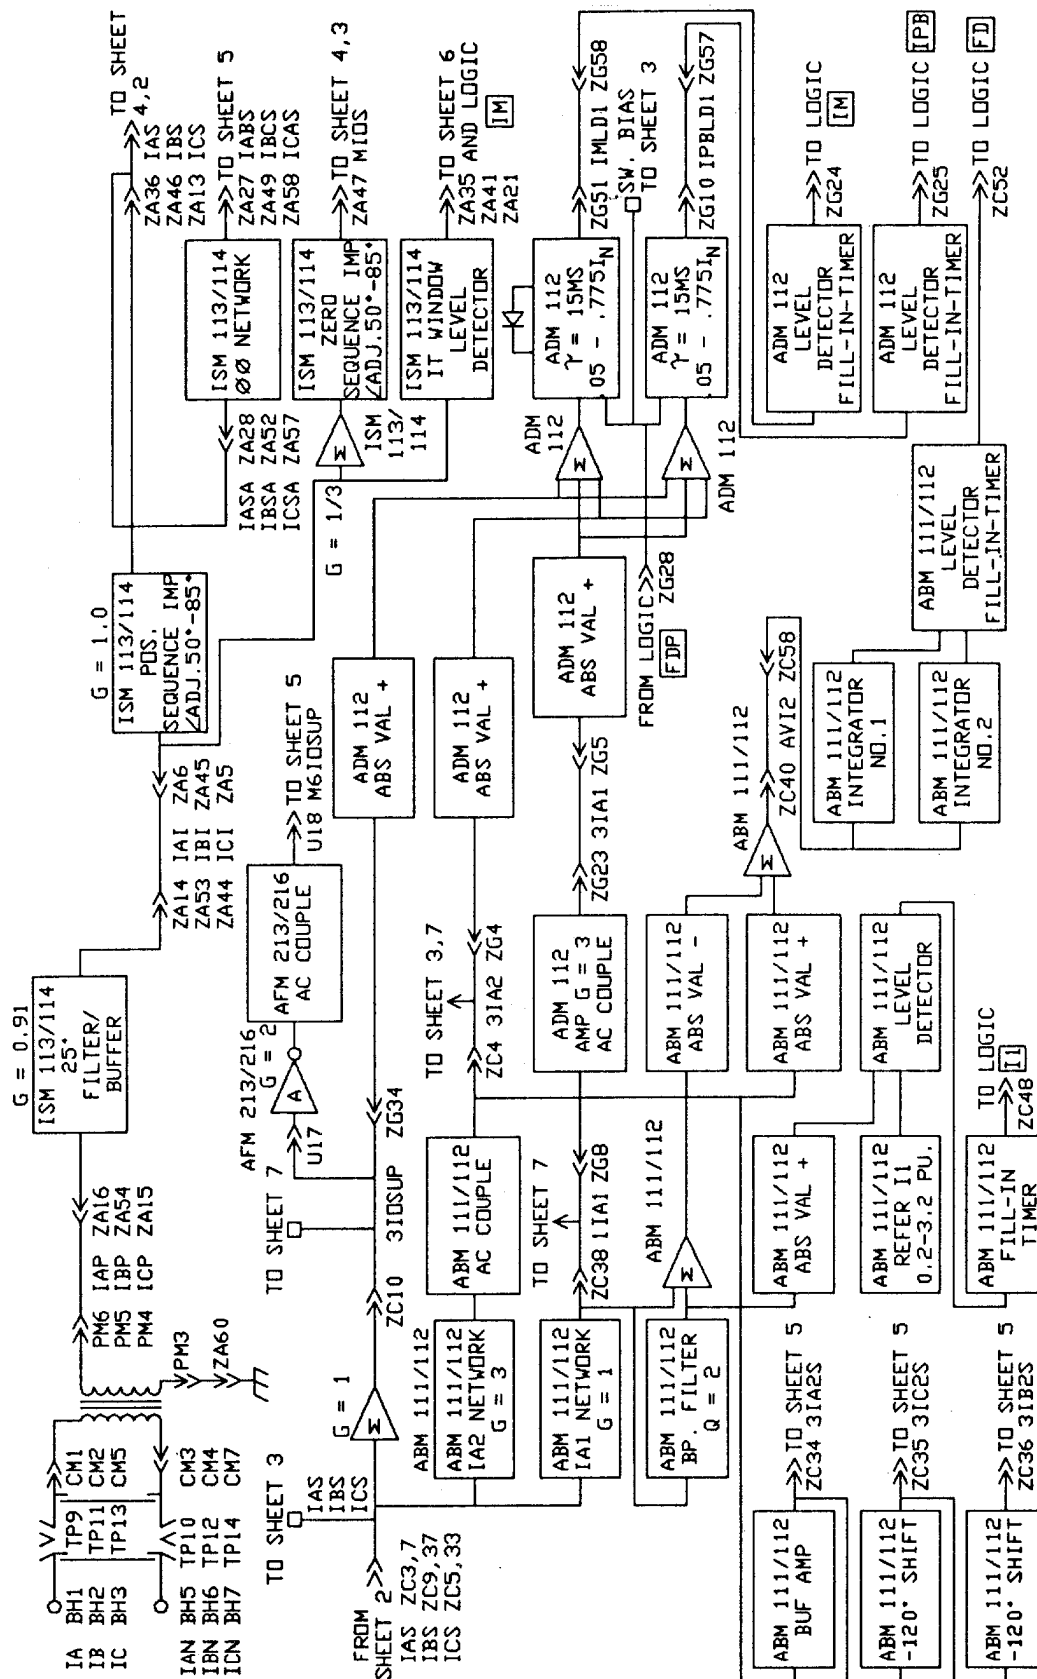 IA BH1 TP9 CM1
IB BH2 TP11 CM2
IC BH3 TP13 CM5
IAN BH5 TP10 CM3
IBN BH6 TP12 CM4
ICN BH7 TP14 CM7
PM6 IAP ZA16
PM5 IBP ZA54
PM4 ICP ZA15
PM3
ZA60
G = 0.91
ISM 113/114
25°
FILTER/
BUFFER
ZA14 IAI ZA6
ZA53 IBI ZA45
ZA44 ICI ZA5
G = 1.0
ISM 113/114
POS.
SEQUENCE IMP
∠ADJ.50°-85°
TO SHEET
4,2
ZA36 IAS
ZA46 IBS
ZA13 ICS
IASA ZA28
IBSA ZA52
ICSA ZA57
ISM 113/114
ØØ NETWORK
TO SHEET 5
ZA27 IABS
ZA49 IBCS
ZA58 ICAS
G = 1/3
Σ
ISM
113/
114
ISM 113/114
ZERO
SEQUENCE IMP
∠ADJ.50°-85°
TO SHEET 4,3
ZA47 MIOS
ISM 113/114
IT WINDOW
LEVEL
DETECTOR
TO SHEET 6
ZA35 AND LOGIC
ZA41 IM
ZA21
TO SHEET 7
AFM 213/216
G = 2
A
U17
AFM 213/216
AC COUPLE
TO SHEET 5
U18 M6IOSUP
TO SHEET 3
IAS
IBS
ICS
FROM
SHEET 2
IAS ZC3,7
IBS ZC9,37
ICS ZC5,33
G = 1
Σ
ZC10 3IOSUP ZG34
ADM 112
ABS VAL +
ABM 111/112
ABM 111/112
IA2 NETWORK
G = 3
ABM 111/112
AC COUPLE
TO SHEET 3,7
ZC4 3IA2 ZG4
ADM 112
ABS VAL +
ABM 111/112
IA1 NETWORK
G = 1
TO SHEET 7
ZC38 1IA1 ZG8
ADM 112
AMP G = 3
AC COUPLE
ZG23 3IA1 ZG5
ADM 112
ABS VAL +
ADM
112
Σ
ADM 112
ϒ = 15MS
.05 - .775IN
ZG51 IMLD1 ZG58
SW. BIAS
TO SHEET 3
Σ
ADM 112
ADM 112
ϒ = 15MS
.05 - .775IN
ZG10 IPBLD1 ZG57
FROM LOGIC
FDP
ZG28
ABM 111/112
BP. FILTER
Q = 2
ABM 111/112
Σ
ABM 111/112
ABS VAL -
ABM 111/112
ABS VAL +
ABM 111/112
Σ
ZC40 AVI2 ZC58
ABM 111/112
INTEGRATOR
NO.1
ABM 111/112
INTEGRATOR
NO.2
ABM 111/112
LEVEL
DETECTOR
FILL-IN-TIMER
TO LOGIC FD
ZC52
ADM 112
LEVEL
DETECTOR
FILL-IN-TIMER
TO LOGIC
IM
ZG24
ADM 112
LEVEL
DETECTOR
FILL-IN-TIMER
TO LOGIC IPB
ZG25
ABM 111/112
ABS VAL +
ABM 111/112
REFER I1
0.2-3.2 PU.
ABM 111/112
LEVEL
DETECTOR
ABM 111/112
FILL-IN
TIMER
TO LOGIC
I1
ZC48
ABM 111/112
BUF AMP
TO SHEET 5
ZC34 3IA2S
ABM 111/112
-120° SHIFT
TO SHEET 5
ZC35 3IC2S
ABM 111/112
-120° SHIFT
TO SHEET 5
ZC36 3IB2S